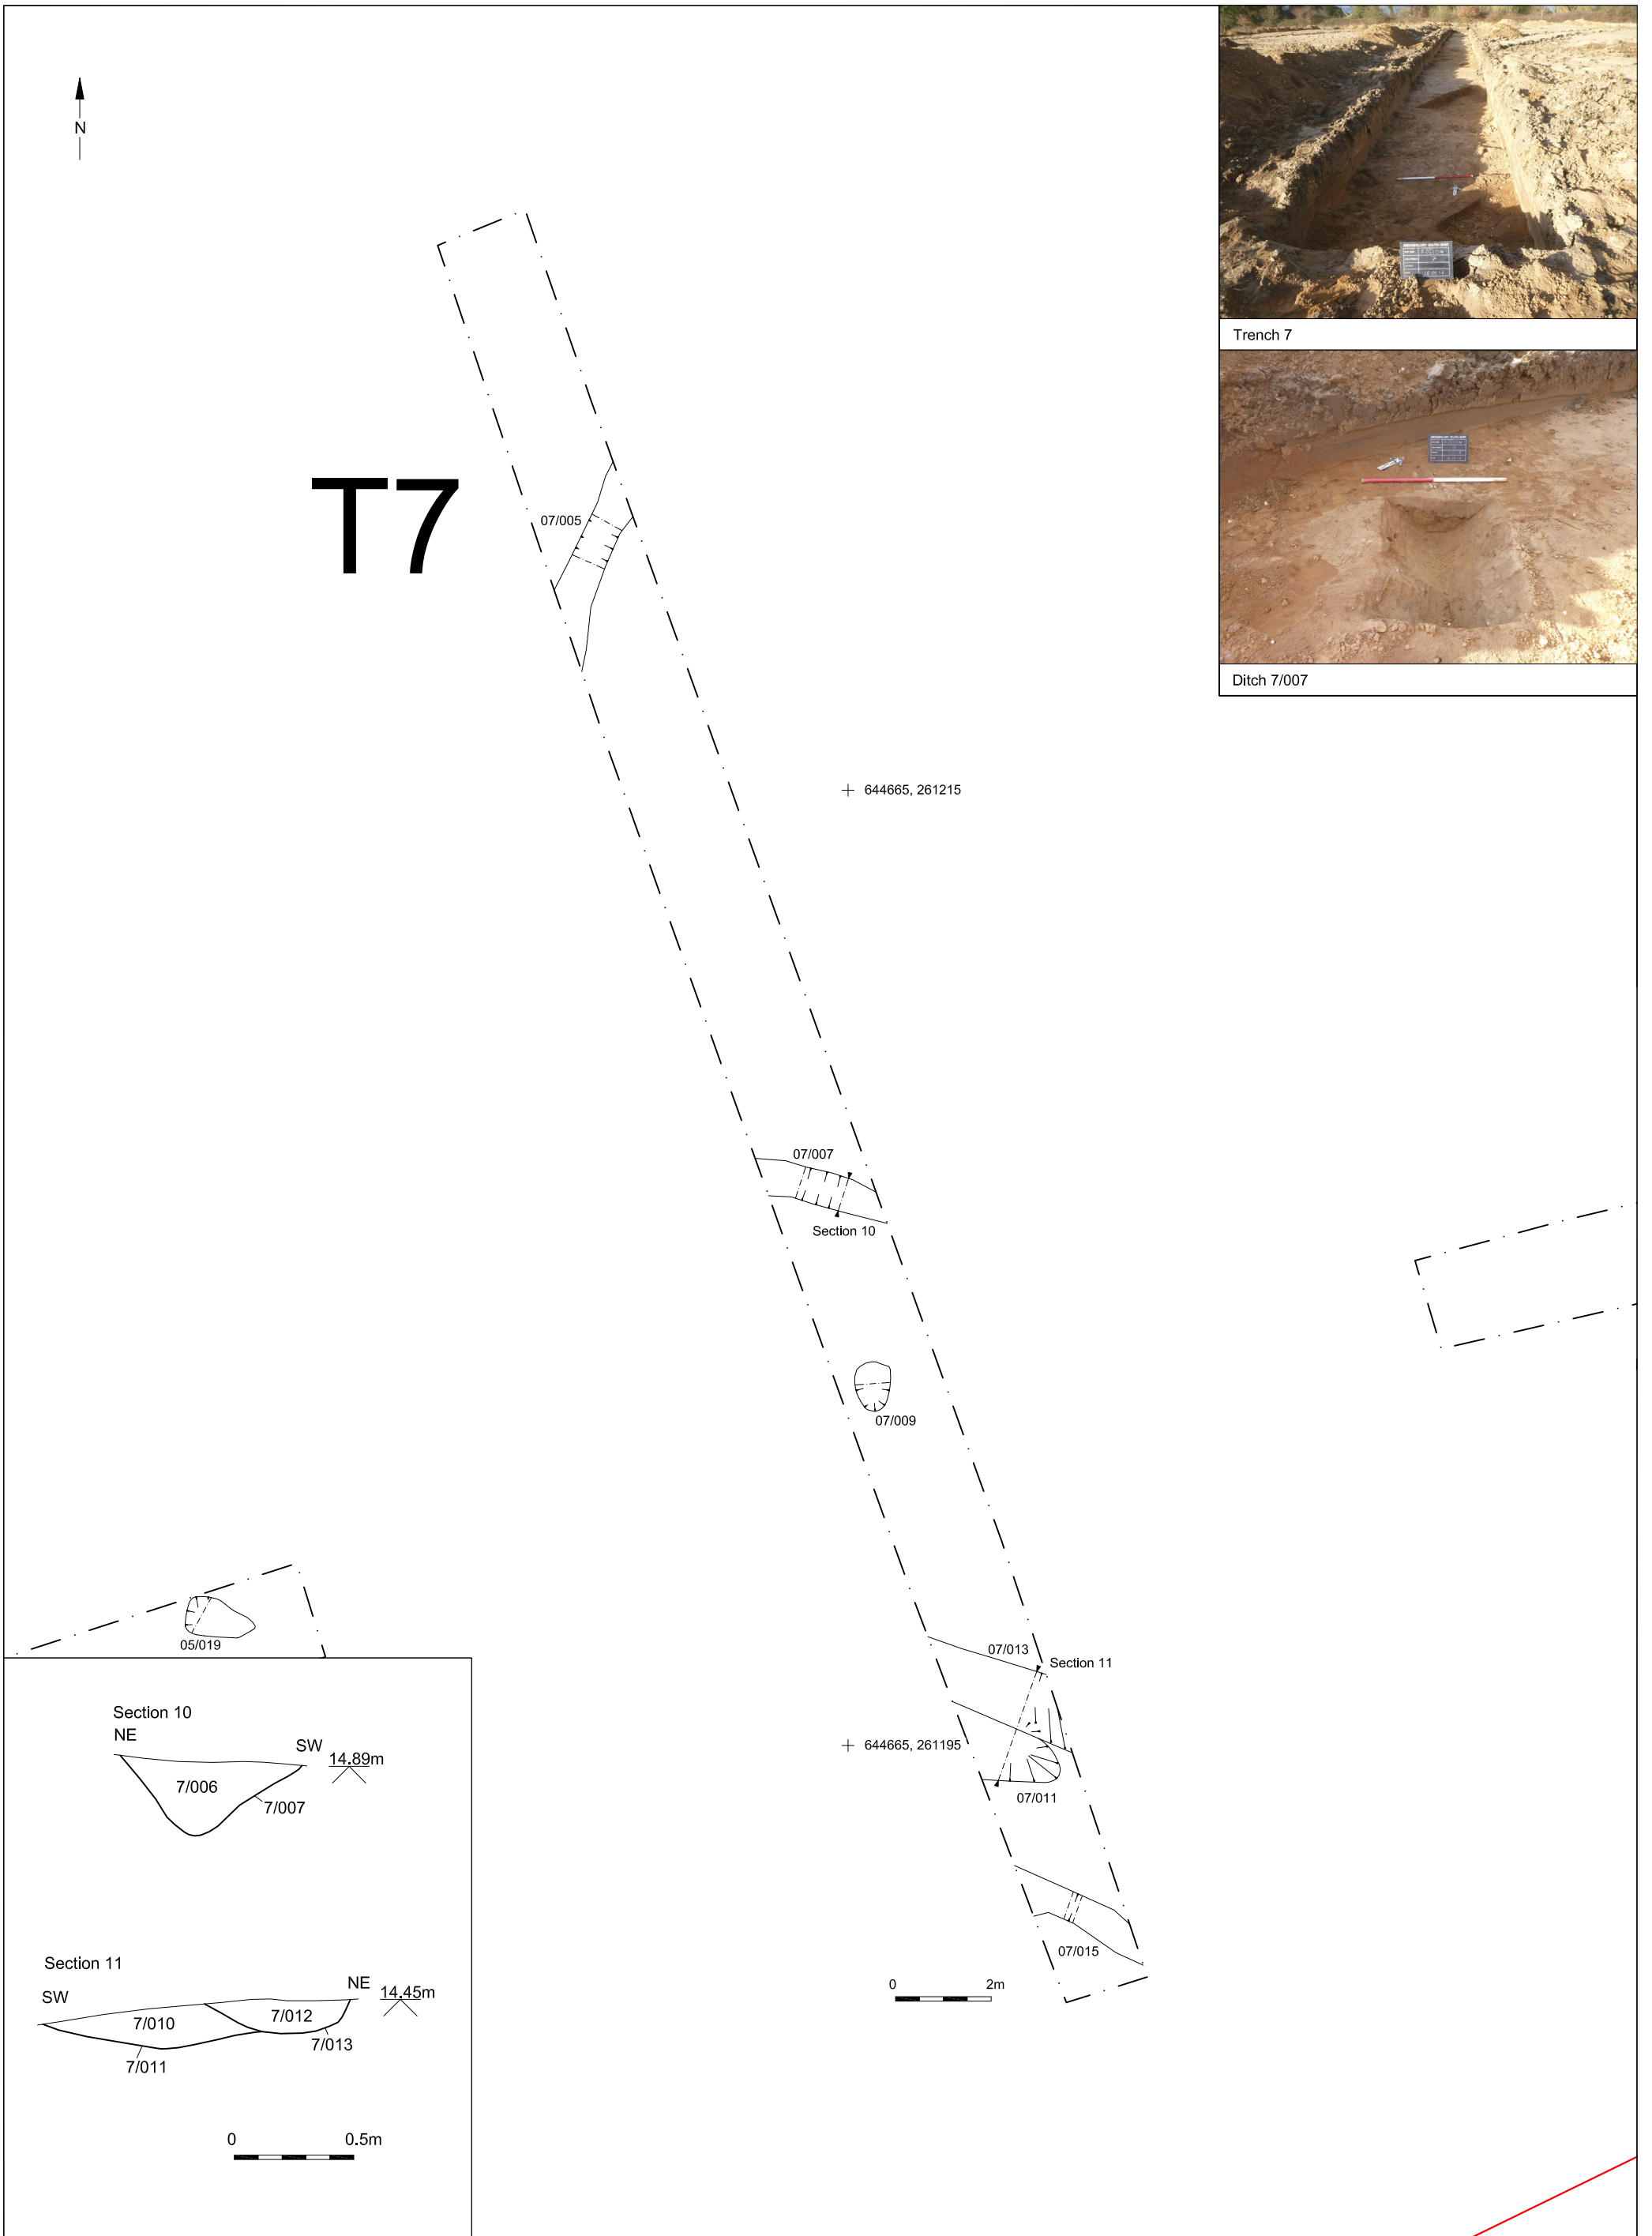 N
Trench 7
T7
07/005
Ditch 7/007
644665, 261215
07/007
Section 10
07/009
05/019
07/013
Section 11
644665, 261195
07/011
07/015
0 2m
Section 10
NE
SW
14.89m
7/006
7/007
Section 11
SW
NE
14.45m
7/010
7/012
7/013
7/011
0 0.5m